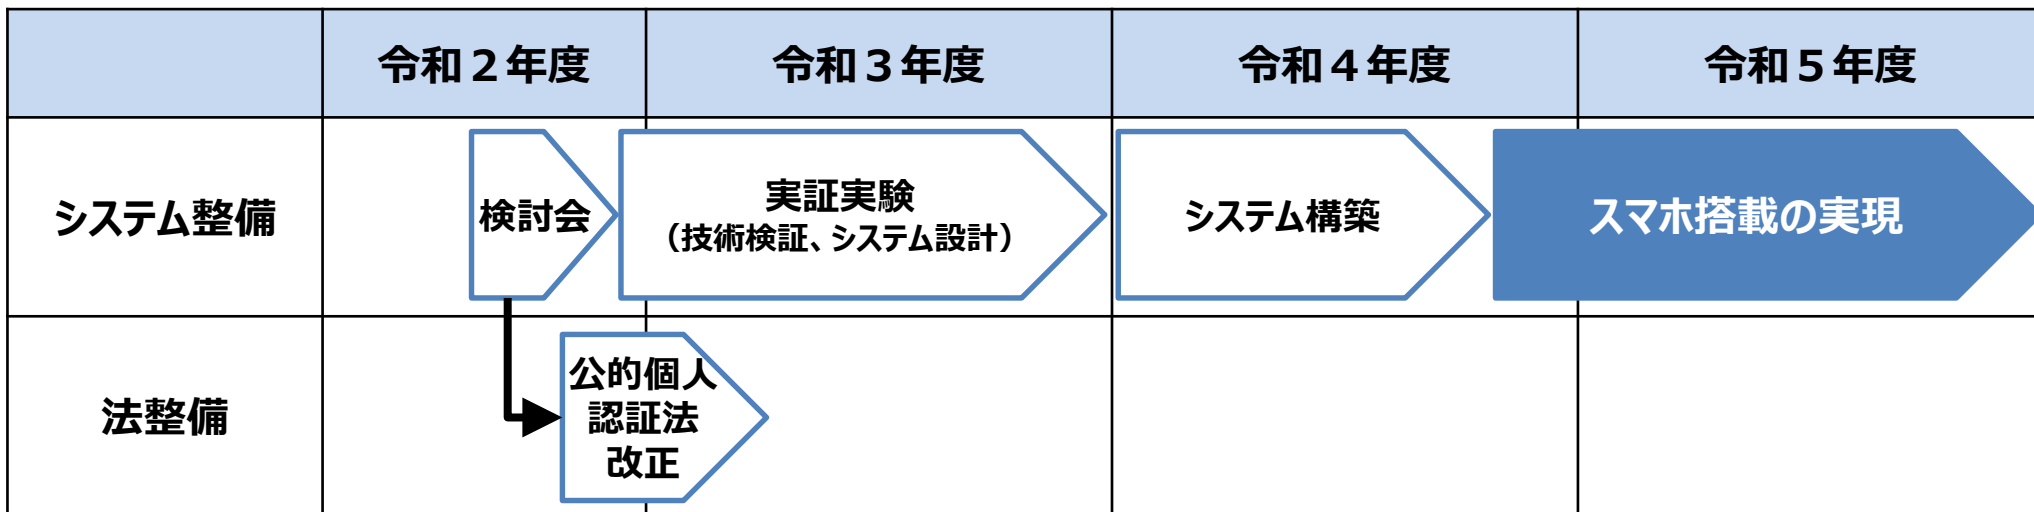 令和２年度
令和３年度
令和４年度
令和５年度
システム整備
検討会
実証実験
（技術検証、システム設計）
システム構築
スマホ搭載の実現
法整備
公的個人
認証法
改正